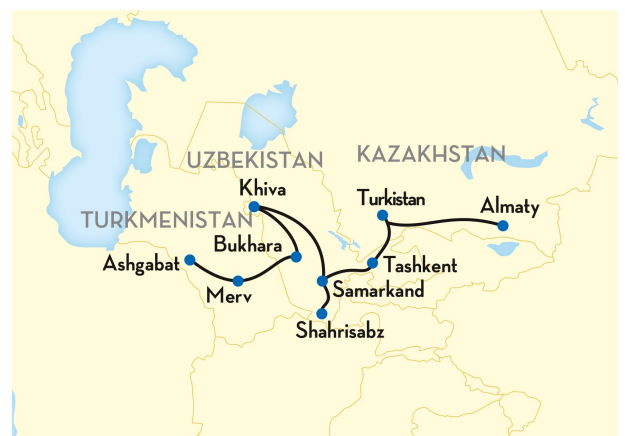 KAZAKHSTAN
UZBEKISTAN
Khiva
Turkistan
Almaty
TURKMENISTAN
Bukhara
Ashgabat
Tashkent
Merv
Samarkand
Shahrisabz